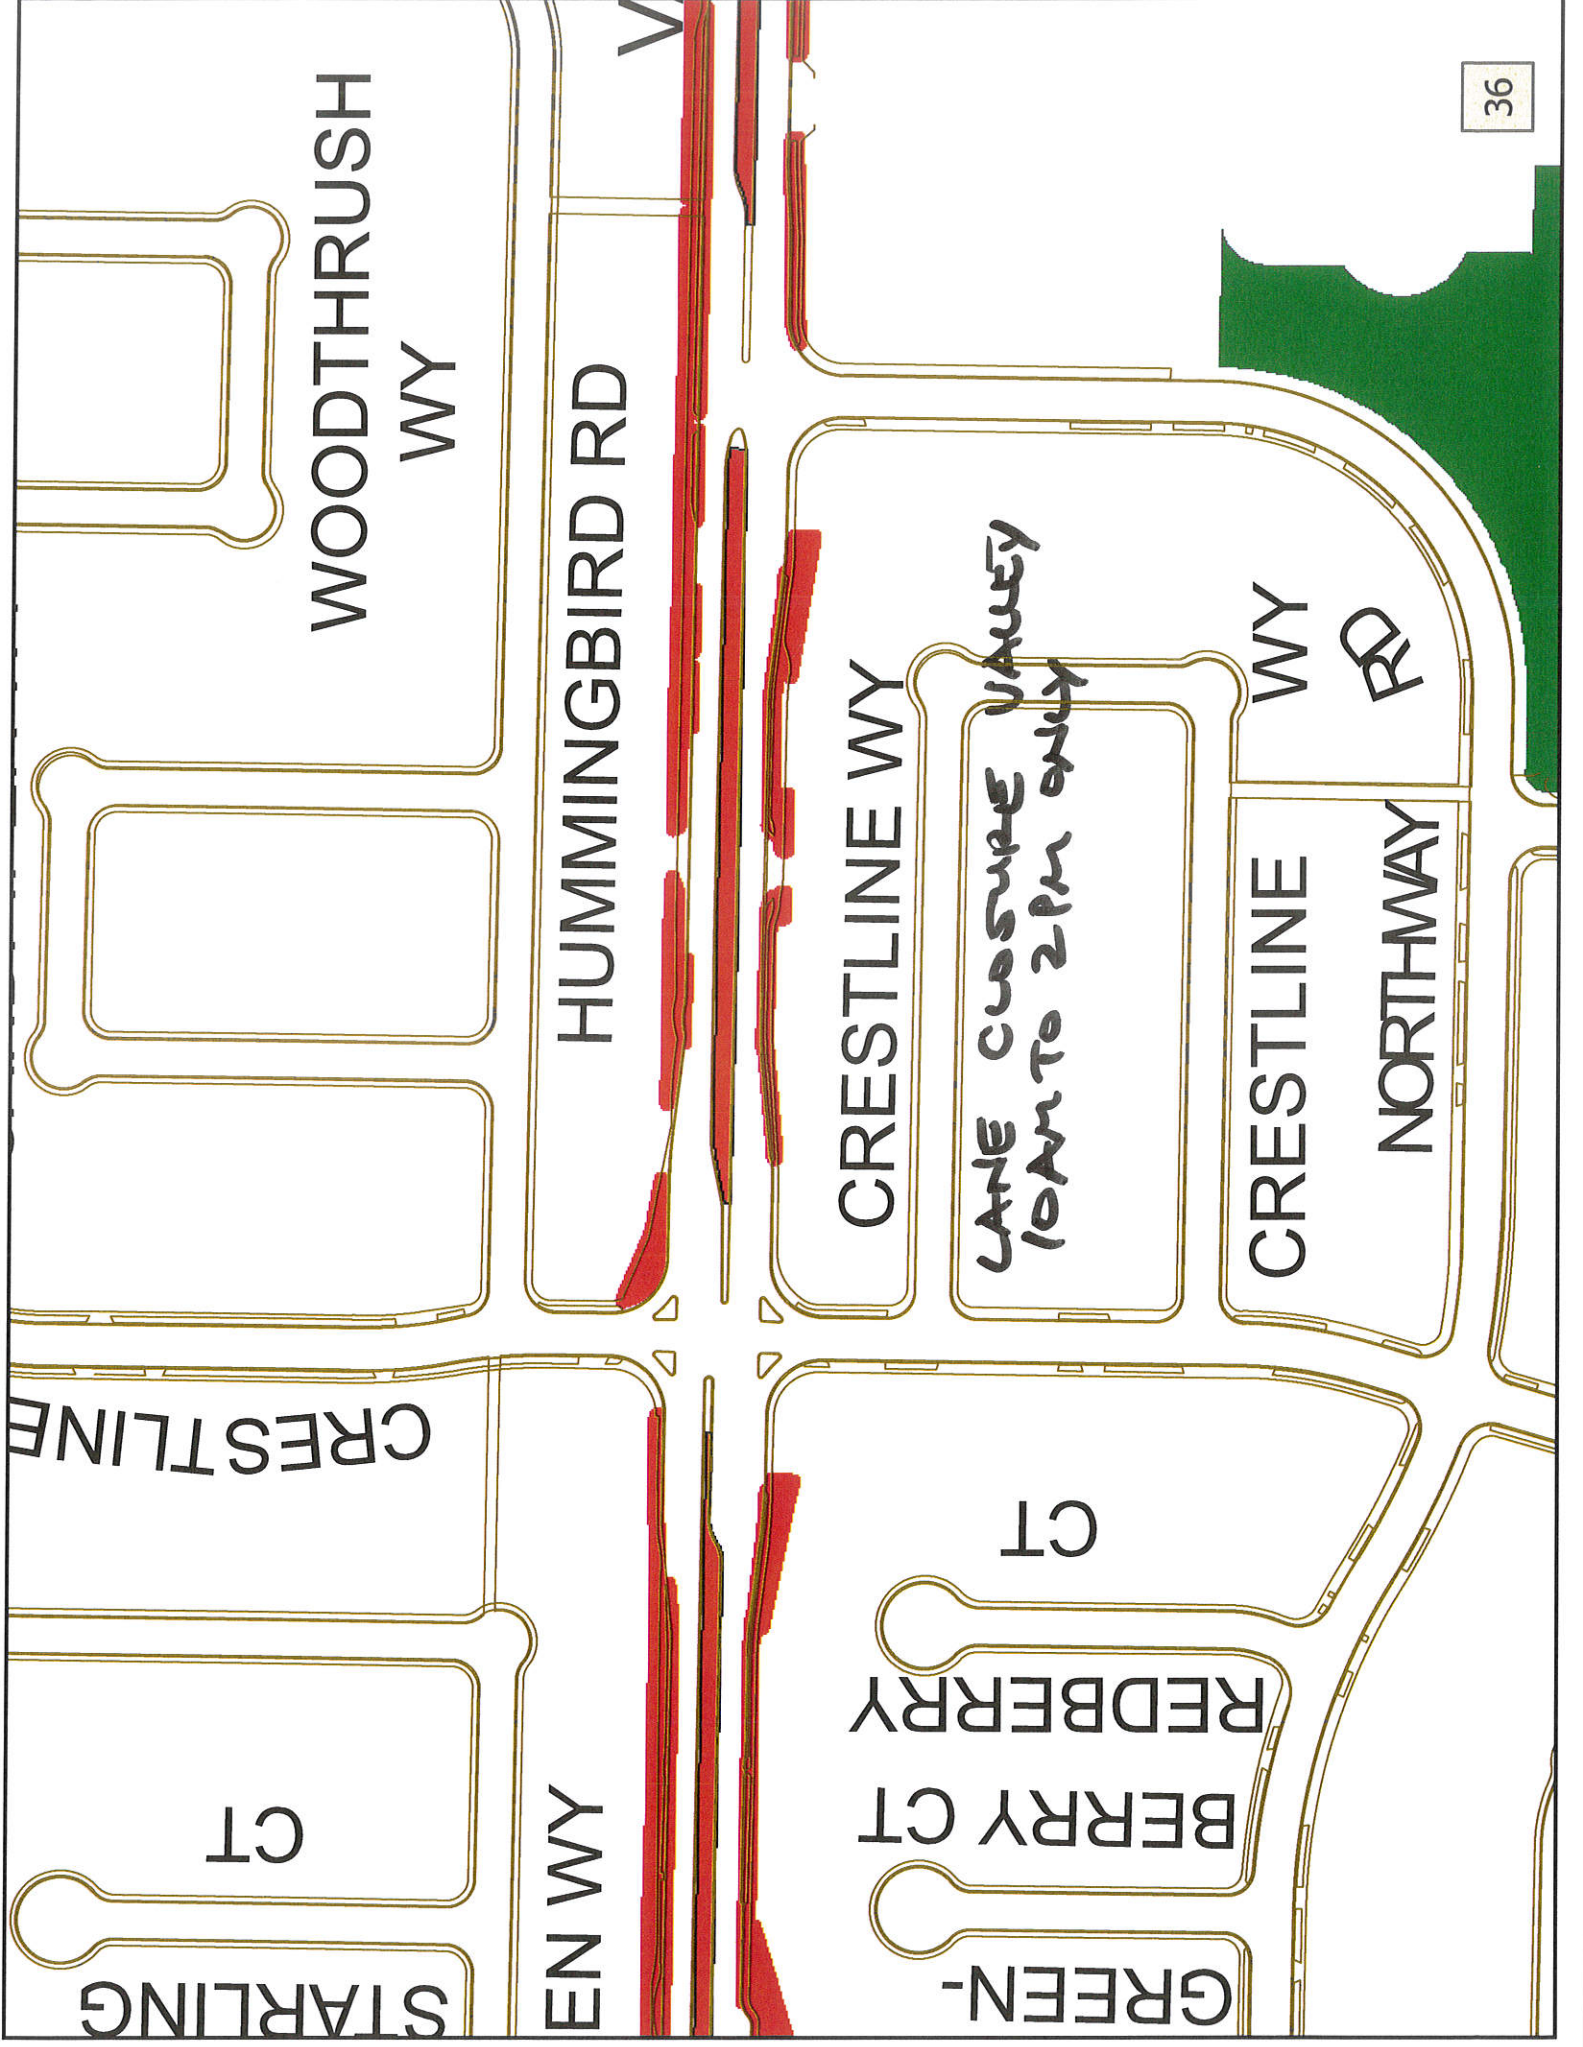 WOODTHRUSH
WY
V
HUMMINGBIRD RD
CRESTLINE WY
LANE CLOSURE VALLEY
10AM TO 2PM ONLY
CRESTLINE WY
NORTHWAY RD
36
CRESTLINE
CT
STARLING
EN WY
CT
REDBERRY
BERRY CT
GREEN-